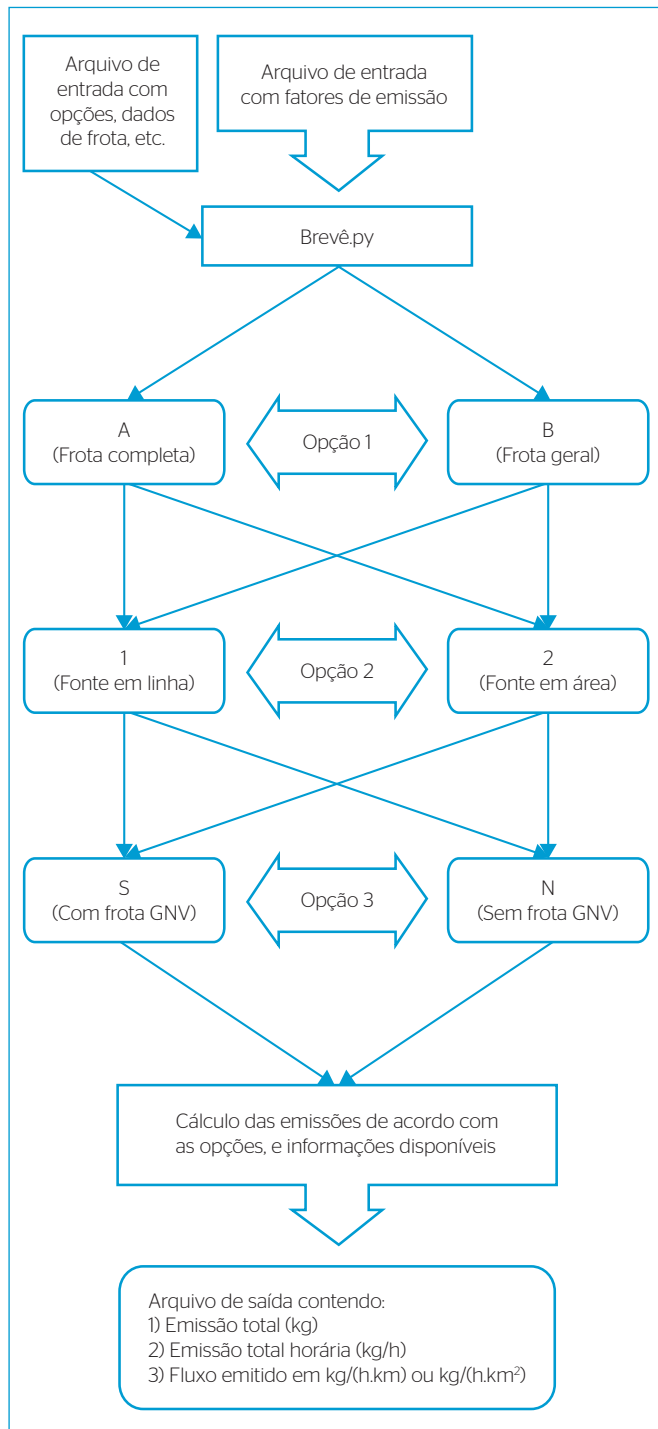 Arquivo de
entrada com
opções, dados
de frota, etc.
Arquivo de entrada
com fatores de emissão
Brevê.py
A
(Frota completa)
Opção 1
B
(Frota geral)
1
(Fonte em linha)
Opção 2
2
(Fonte em área)
S
(Com frota GNV)
Opção 3
N
(Sem frota GNV)
Cálculo das emissões de acordo com
as opções, e informações disponíveis
Arquivo de saída contendo:
1) Emissão total (kg)
2) Emissão total horária (kg/h)
3) Fluxo emitido em kg/(h.km) ou kg/(h.km²)